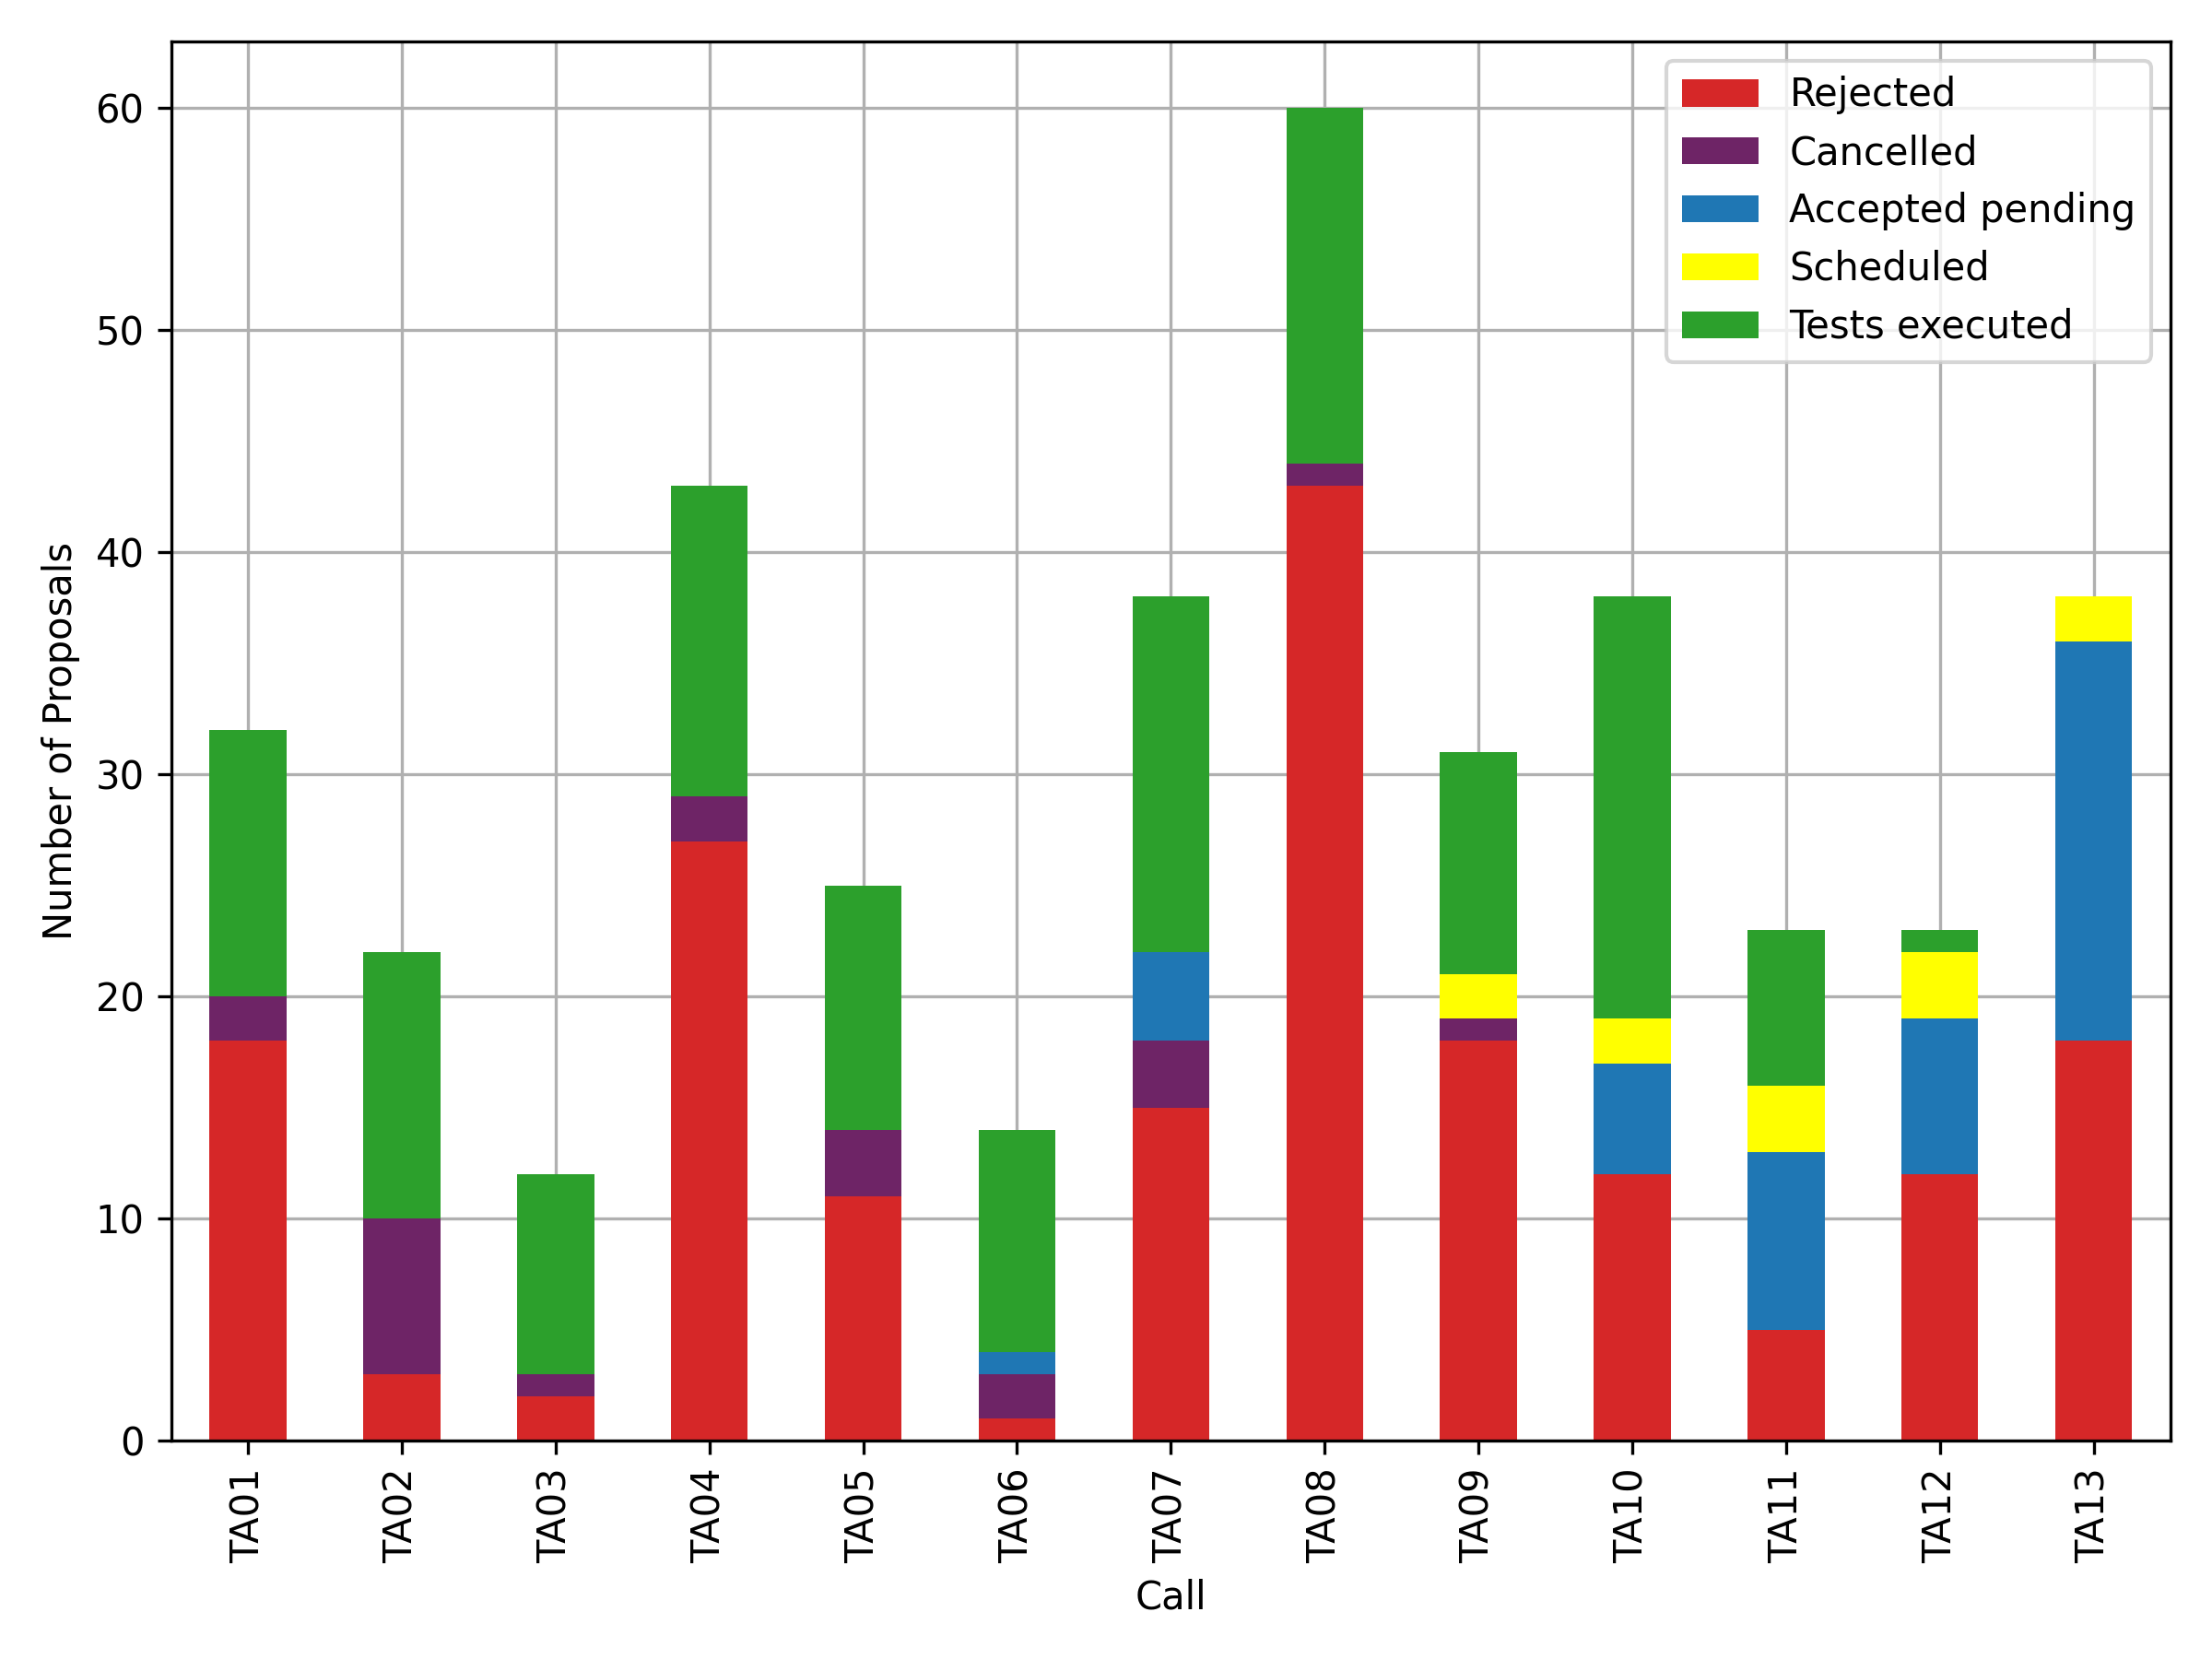 60
50
40
30
20
10
0
Number of Proposals
Rejected
Cancelled
Accepted pending
Scheduled
Tests executed
TA01
TA02
TA03
TA04
TA05
TA06
TA07
TA08
TA09
TA10
TA11
TA12
TA13
Call